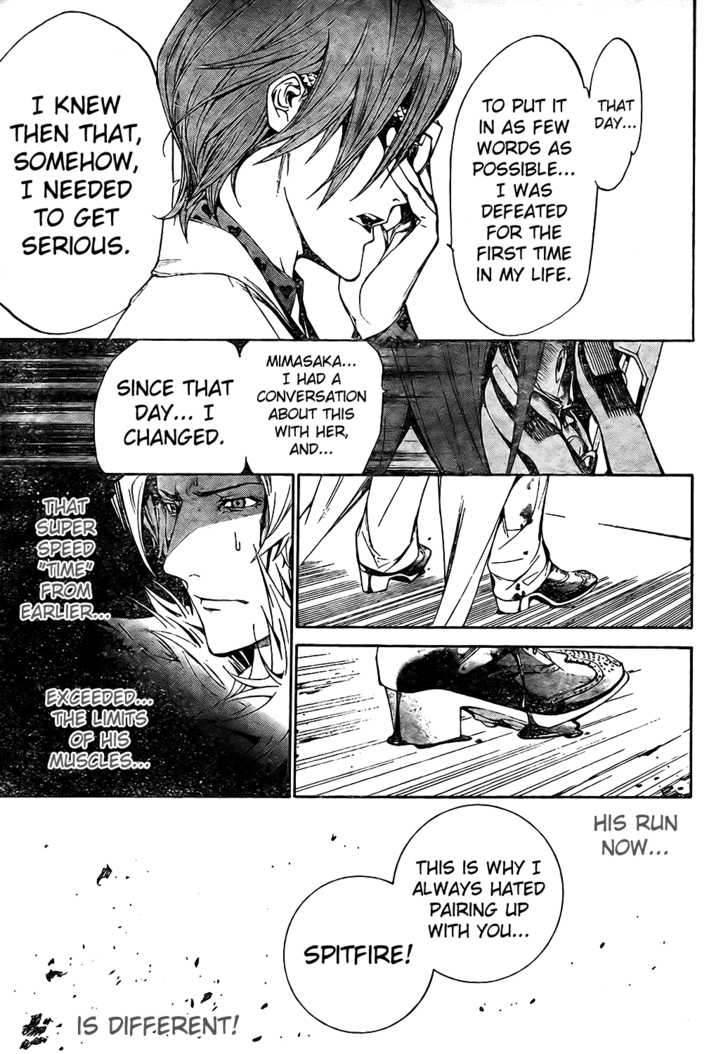 THAT
DAY...
TO PUT IT
IN AS FEW
WORDS AS
POSSIBLE...
I WAS
DEFEATED
FOR THE
FIRST TIME
IN MY LIFE.
I KNEW
THEN THAT,
SOMEHOW,
I NEEDED
TO GET
SERIOUS.
MIMASAKA...
I HAD A
CONVERSATION
ABOUT THIS
WITH HER,
AND...
SINCE THAT
DAY... I
CHANGED.
THAT
SUPER
SPEED
"TIME"
FROM
EARLIER...
EXCEEDED...
THE LIMITS
OF HIS
MUSCLES...
HIS RUN
NOW...
THIS IS WHY I
ALWAYS HATED
PAIRING UP
WITH YOU...
SPITFIRE!
IS DIFFERENT!